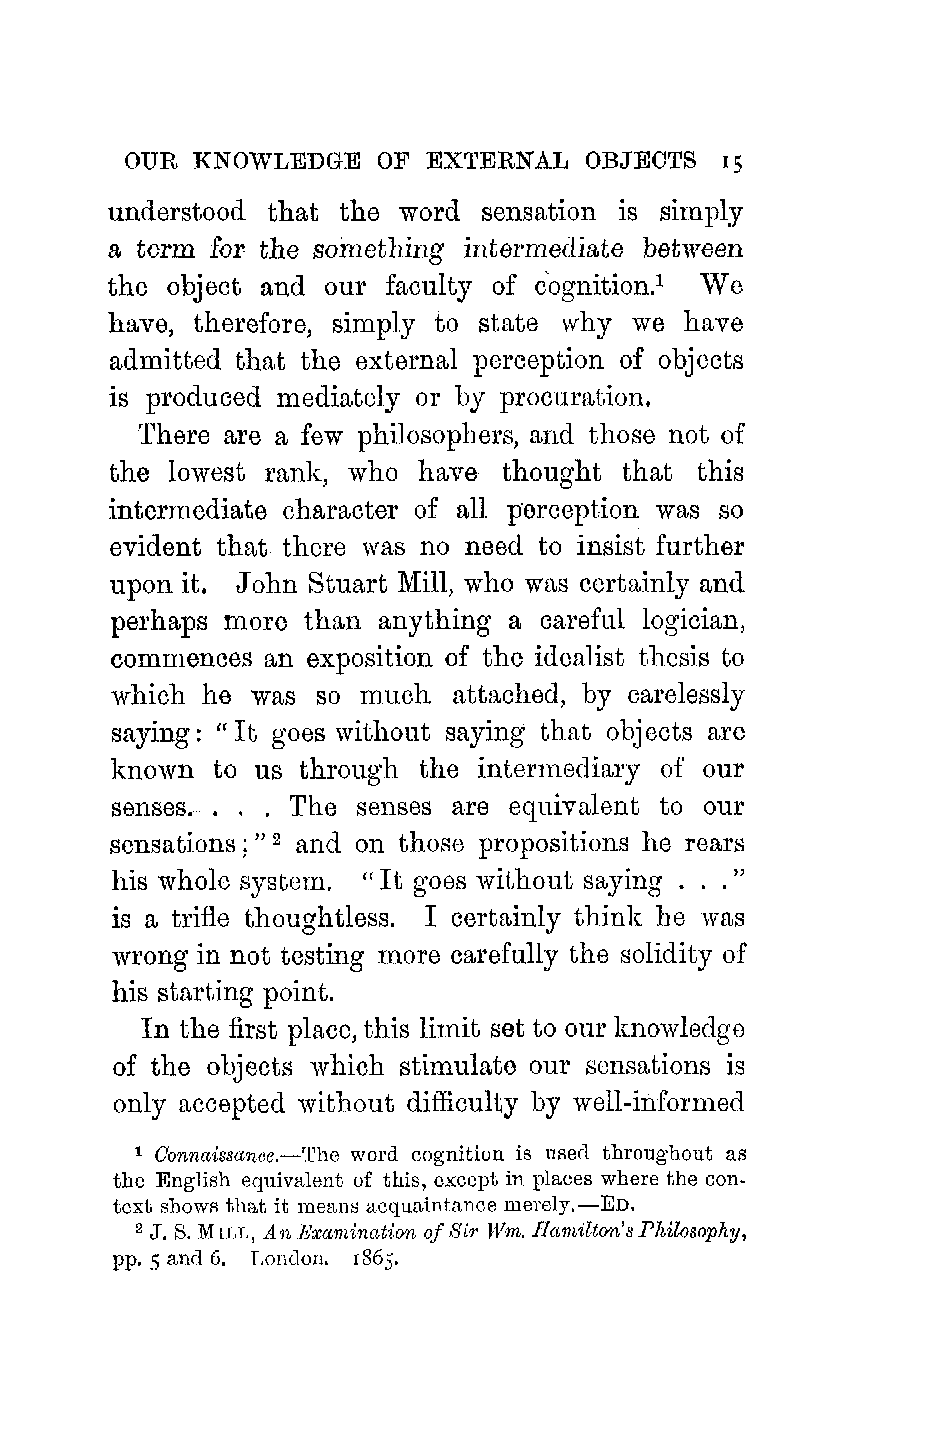 OUR KNOWLEDGE OF EXTERNAL OBJECTS 15
understood that the word sensation is simply
a term for the something intermediate between
the object and our faculty of cognition.¹ We
have, therefore, simply to state why we have
admitted that the external perception of objects
is produced mediately or by procuration.
There are a few philosophers, and those not of
the lowest rank, who have thought that this
intermediate character of all perception was so
evident that there was no need to insist further
upon it. John Stuart Mill, who was certainly and
perhaps more than anything a careful logician,
commences an exposition of the idealist thesis to
which he was so much attached, by carelessly
saying: "It goes without saying that objects are
known to us through the intermediary of our
senses. . . . The senses are equivalent to our
sensations;"² and on those propositions he rears
his whole system. "It goes without saying . . ."
is a trifle thoughtless. I certainly think he was
wrong in not testing more carefully the solidity of
his starting point.
In the first place, this limit set to our knowledge
of the objects which stimulate our sensations is
only accepted without difficulty by well-informed
¹ Connaissance.—The word cognition is used throughout as
the English equivalent of this, except in places where the con-
text shows that it means acquaintance merely.—ED.
² J. S. MILL, An Examination of Sir Wm. Hamilton's Philosophy,
pp. 5 and 6. London. 1865.